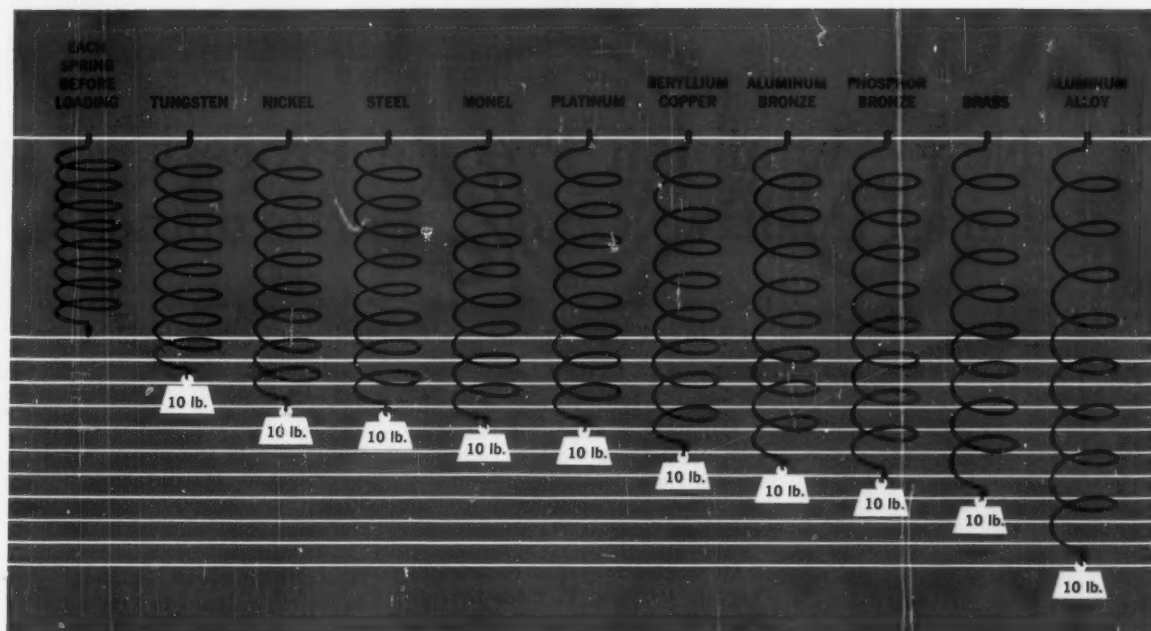 EACH
SPRING
BEFORE
LOADING
TUNGSTEN
NICKEL
STEEL
MONEL
PLATINUM
BERYLLIUM
COPPER
ALUMINUM
BRONZE
PHOSPHOR
BRONZE
BRASS
ALUMINUM
ALLOY
10 lb.
10 lb.
10 lb.
10 lb.
10 lb.
10 lb.
10 lb.
10 lb.
10 lb.
10 lb.